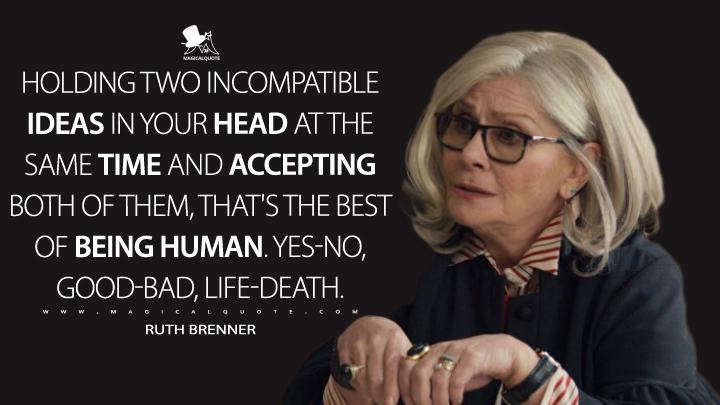 MAGICALQUOTE
HOLDING TWO INCOMPATIBLE
IDEAS IN YOUR HEAD AT THE
SAME TIME AND ACCEPTING
BOTH OF THEM, THAT'S THE BEST
OF BEING HUMAN. YES-NO,
GOOD-BAD, LIFE-DEATH.
WWW.MAGICALQUOTE.COM
RUTH BRENNER